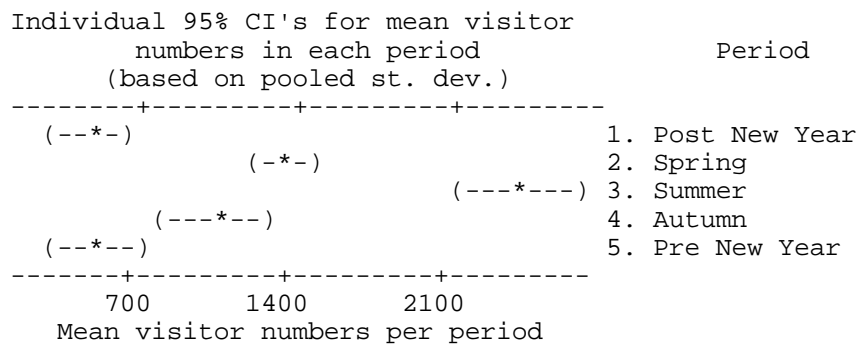 Individual 95% CI's for mean visitor
numbers in each period Period
(based on pooled st. dev.)
--------+---------+---------+---------
(--*-) 1. Post New Year
(-*-) 2. Spring
(---*---) 3. Summer
(---*--) 4. Autumn
(--*--) 5. Pre New Year
-------+---------+---------+---------
700 1400 2100
Mean visitor numbers per period